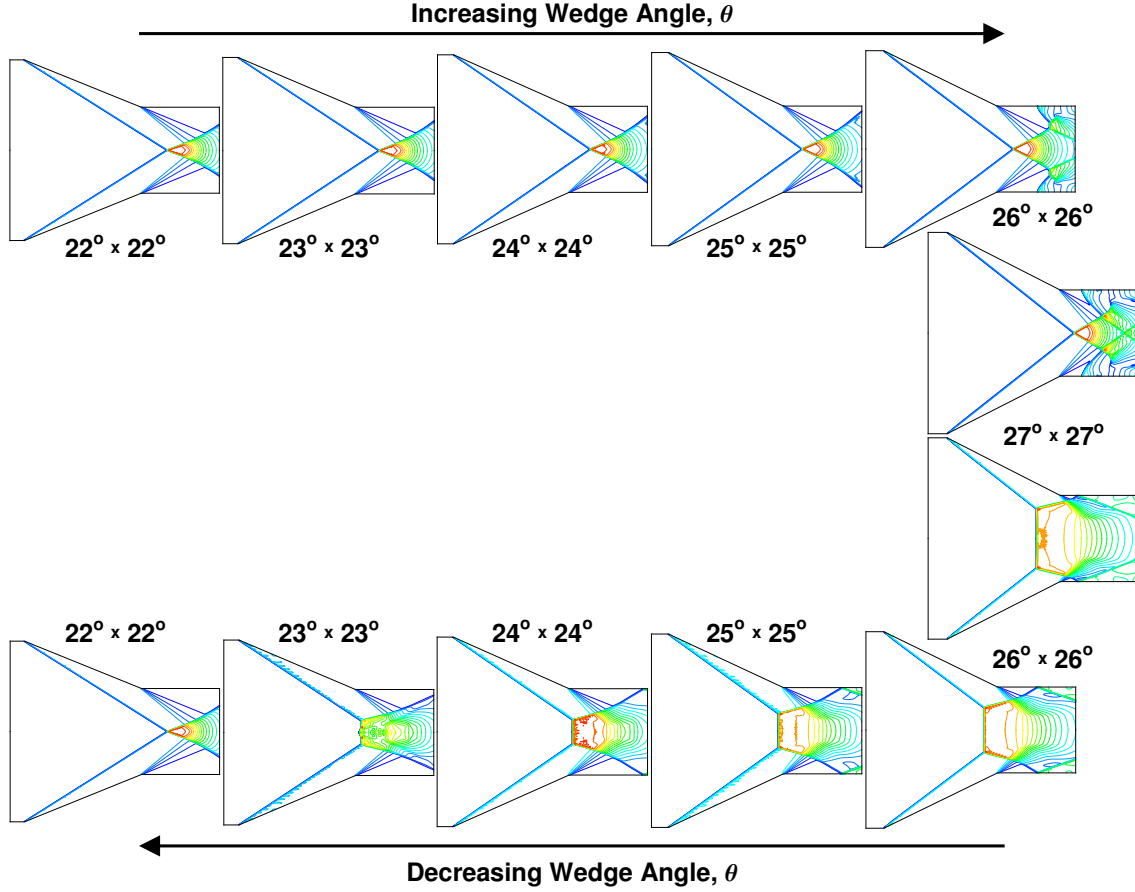 Increasing Wedge Angle, θ
22° x 22°
23° x 23°
24° x 24°
25° x 25°
26° x 26°
27° x 27°
22° x 22°
23° x 23°
24° x 24°
25° x 25°
26° x 26°
Decreasing Wedge Angle, θ